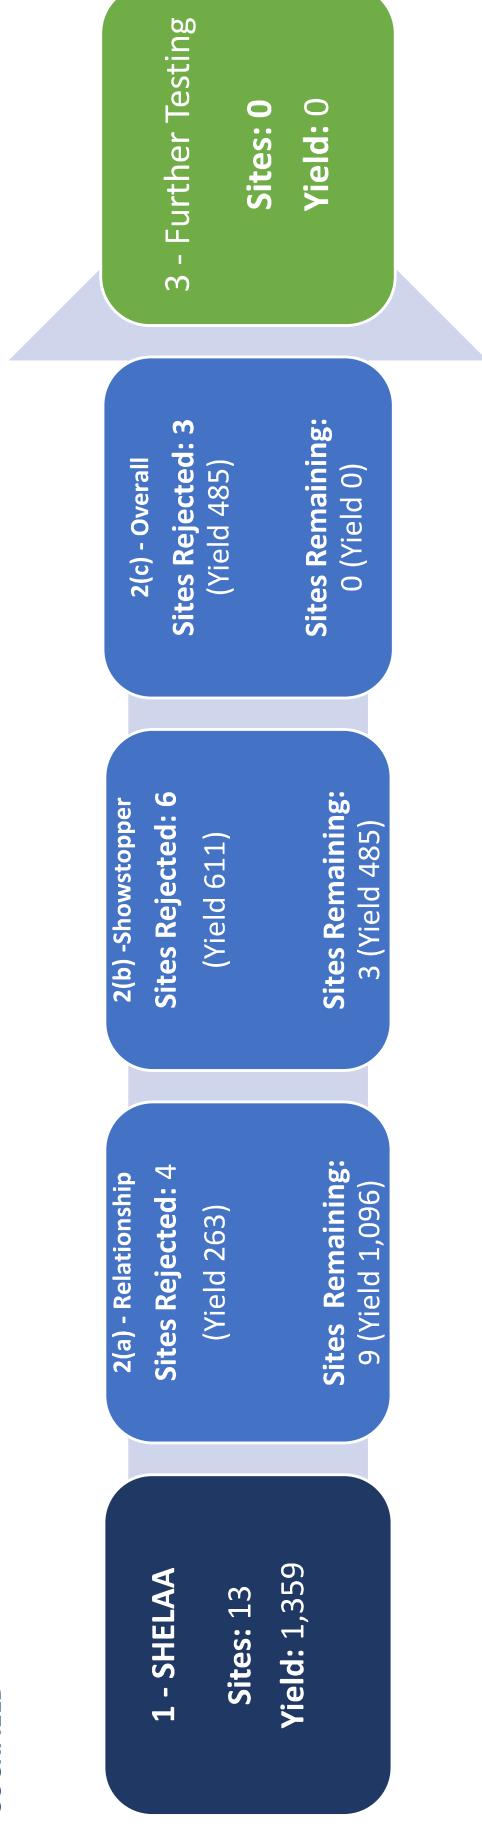 1 - SHELAA
Sites: 13
Yield: 1,359
2(a) - Relationship
Sites Rejected: 4
(Yield 263)
Sites Remaining:
9 (Yield 1,096)
2(b) -Showstopper
Sites Rejected: 6
(Yield 611)
Sites Remaining:
3 (Yield 485)
2(c) - Overall
Sites Rejected: 3
(Yield 485)
Sites Remaining:
0 (Yield 0)
3 - Further Testing
Sites: 0
Yield: 0